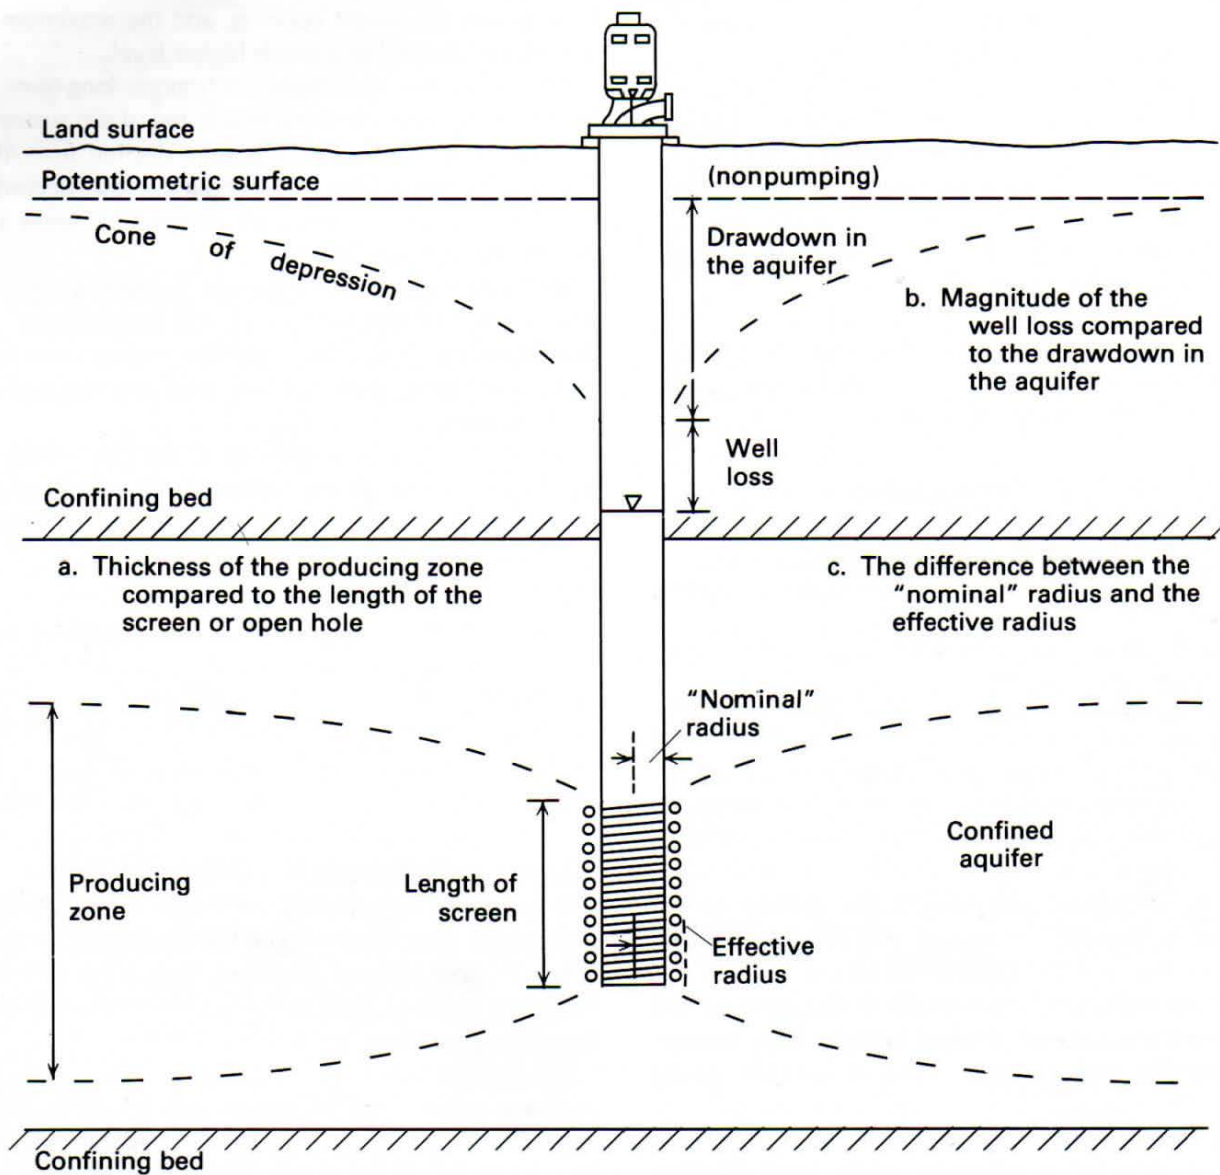 Land surface
Potentiometric surface
(nonpumping)
Cone of depression
Drawdown in
the aquifer
b. Magnitude of the
well loss compared
to the drawdown in
the aquifer
Well
loss
Confining bed
a. Thickness of the producing zone
compared to the length of the
screen or open hole
c. The difference between the
“nominal” radius and the
effective radius
“Nominal”
radius
Producing
zone
Length of
screen
Confined
aquifer
Effective
radius
Confining bed